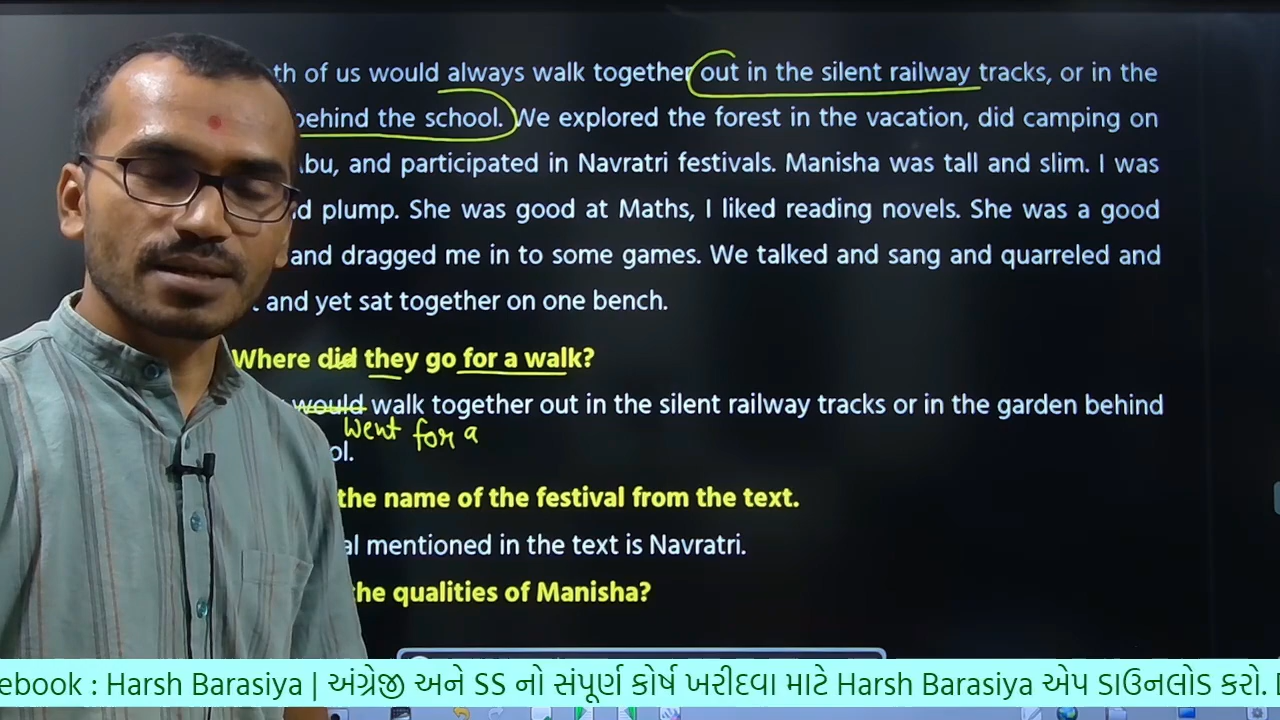 th of us would always walk together out in the silent railway tracks, or in the
behind the school. We explored the forest in the vacation, did camping on
Abu, and participated in Navratri festivals. Manisha was tall and slim. I was
d plump. She was good at Maths, I liked reading novels. She was a good
and dragged me in to some games. We talked and sang and quarreled and
t and yet sat together on one bench.
Where did they go for a walk?
would walk together out in the silent railway tracks or in the garden behind
went for a
ol.
the name of the festival from the text.
al mentioned in the text is Navratri.
the qualities of Manisha?
ebook : Harsh Barasiya | અંગ્રેજી અને SS નો સંપૂર્ણ કોર્ષ ખરીદવા માટે Harsh Barasiya એપ ડાઉનલોડ કરો.